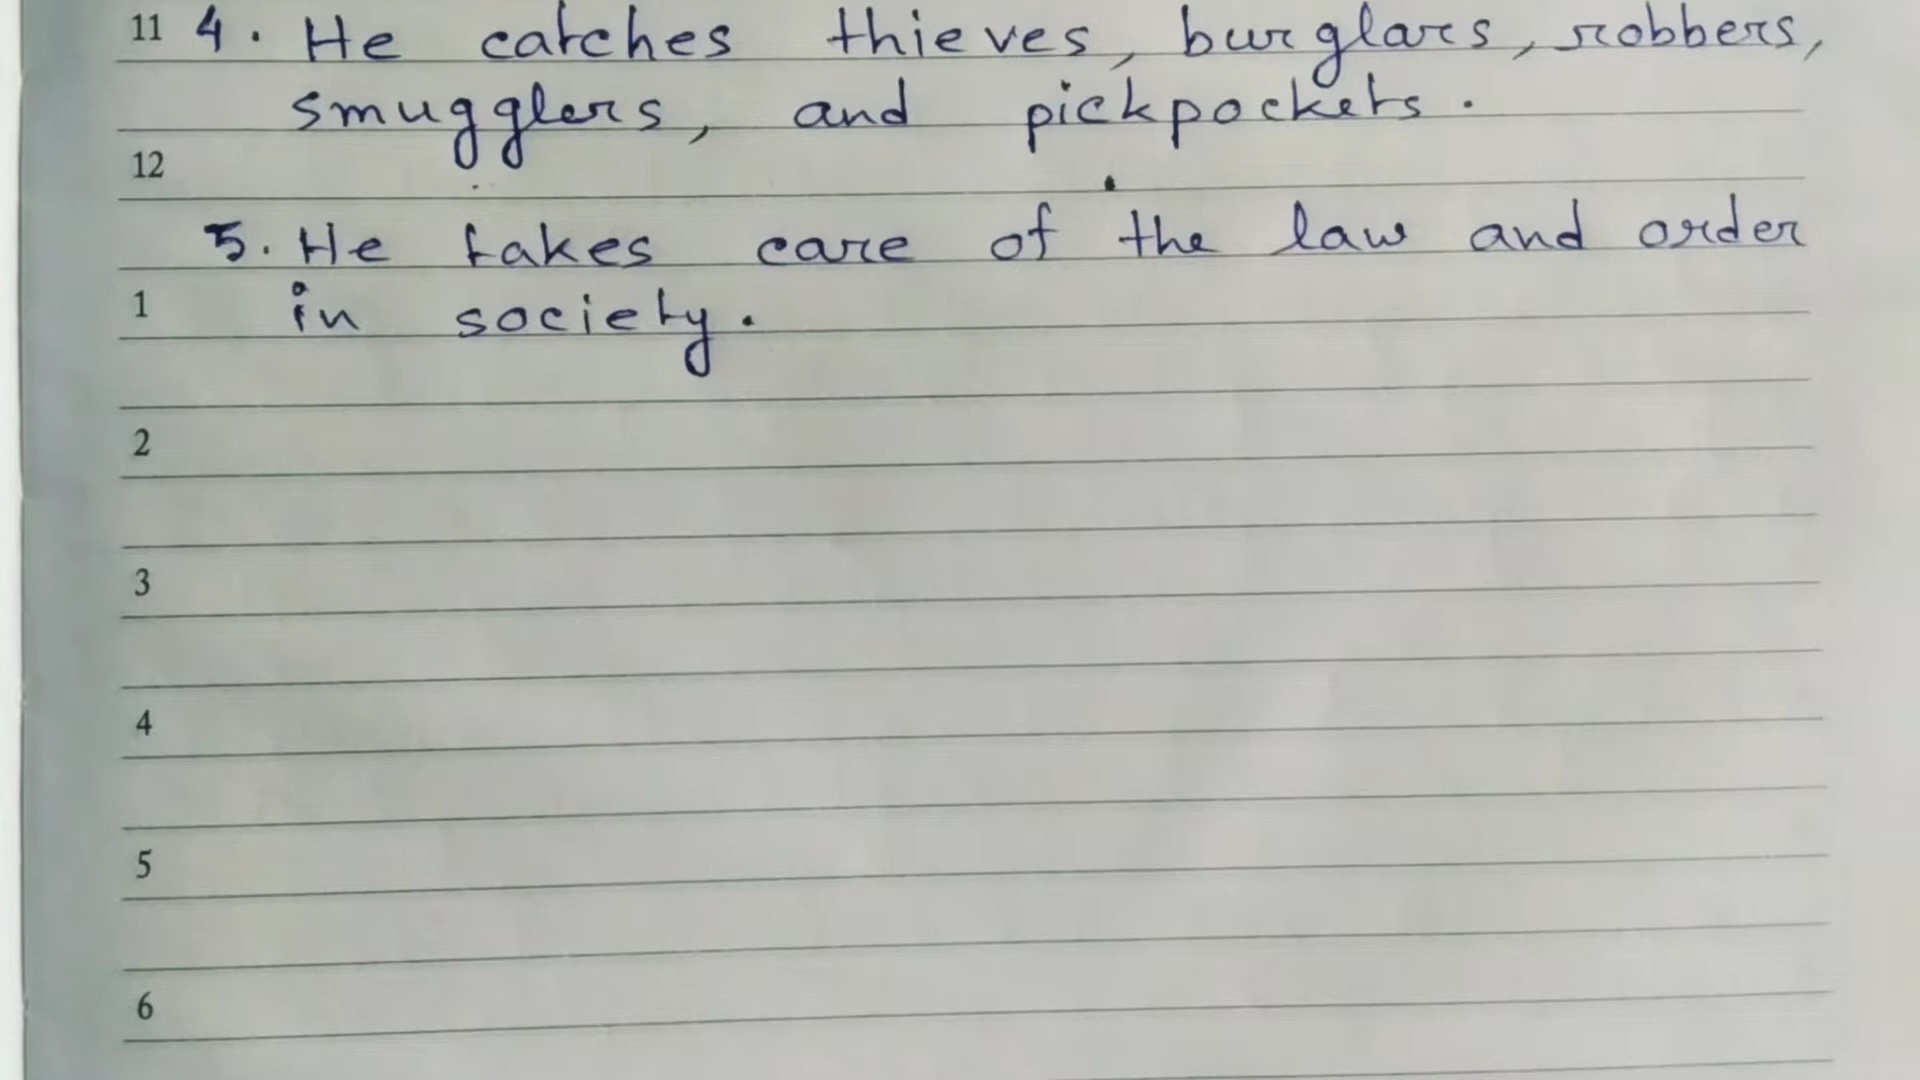 11 4. He catches thieves, burglars, robbers,
smugglers, and pickpockets.
12
5. He takes care of the law and order
1 in society.
2
3
4
5
6